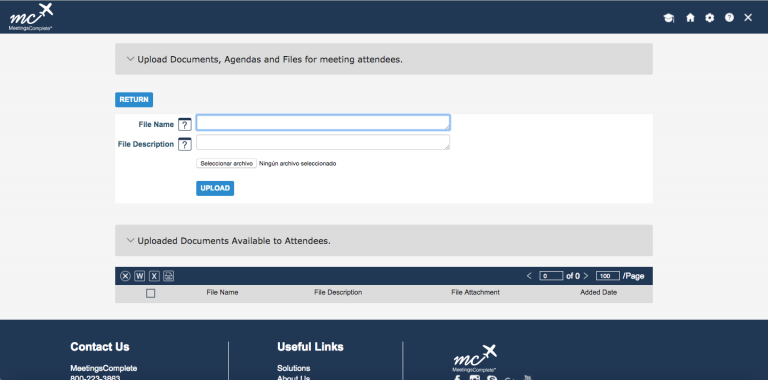 mc
MeetingsComplete®
Upload Documents, Agendas and Files for meeting attendees.
RETURN
File Name ?
File Description ?
Seleccionar archivo Ningún archivo seleccionado
UPLOAD
Uploaded Documents Available to Attendees.
W X < 0 of 0 > 100 /Page
File Name File Description File Attachment Added Date
Contact Us Useful Links mc
MeetingsComplete Solutions MeetingsComplete®
800-223-3863 About Us